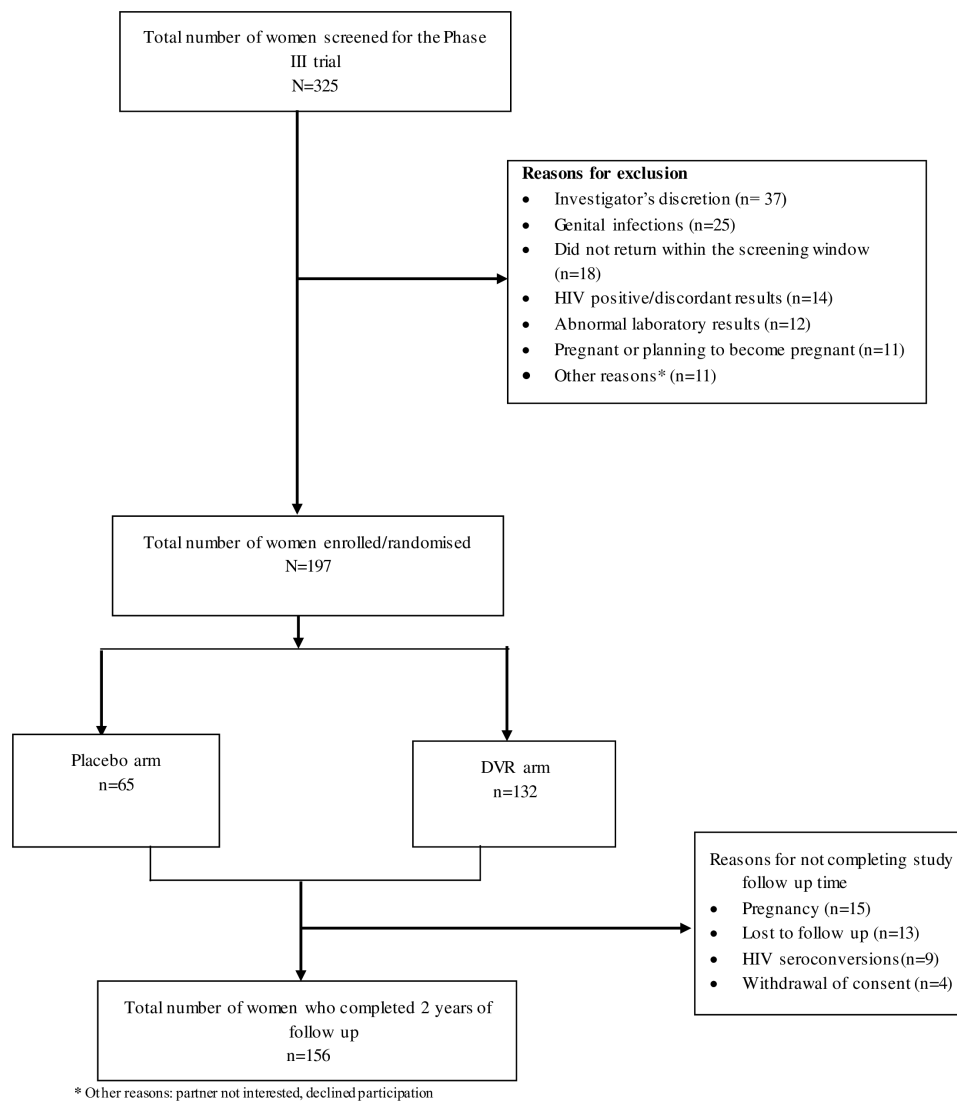 Total number of women screened for the Phase
III trial
N=325
Reasons for exclusion
• Investigator's discretion (n= 37)
• Genital infections (n=25)
• Did not return within the screening window
(n=18)
• HIV positive/discordant results (n=14)
• Abnormal laboratory results (n=12)
• Pregnant or planning to become pregnant (n=11)
• Other reasons* (n=11)
Total number of women enrolled/randomised
N=197
Placebo arm
n=65
DVR arm
n=132
Reasons for not completing study
follow up time
• Pregnancy (n=15)
• Lost to follow up (n=13)
• HIV seroconversions(n=9)
• Withdrawal of consent (n=4)
Total number of women who completed 2 years of
follow up
n=156
* Other reasons: partner not interested, declined participation